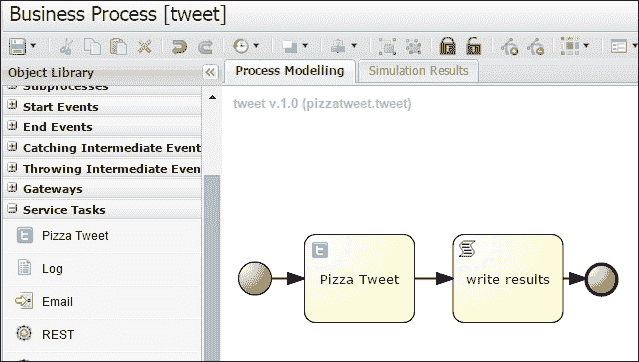 Business Process [tweet]
Object Library
Process Modelling
Simulation Results
Subprocesses
Start Events
End Events
Catching Intermediate Event
Throwing Intermediate Even
Gateways
Service Tasks
Pizza Tweet
Log
Email
REST
tweet v.1.0 (pizzatweet.tweet)
Pizza Tweet
write results